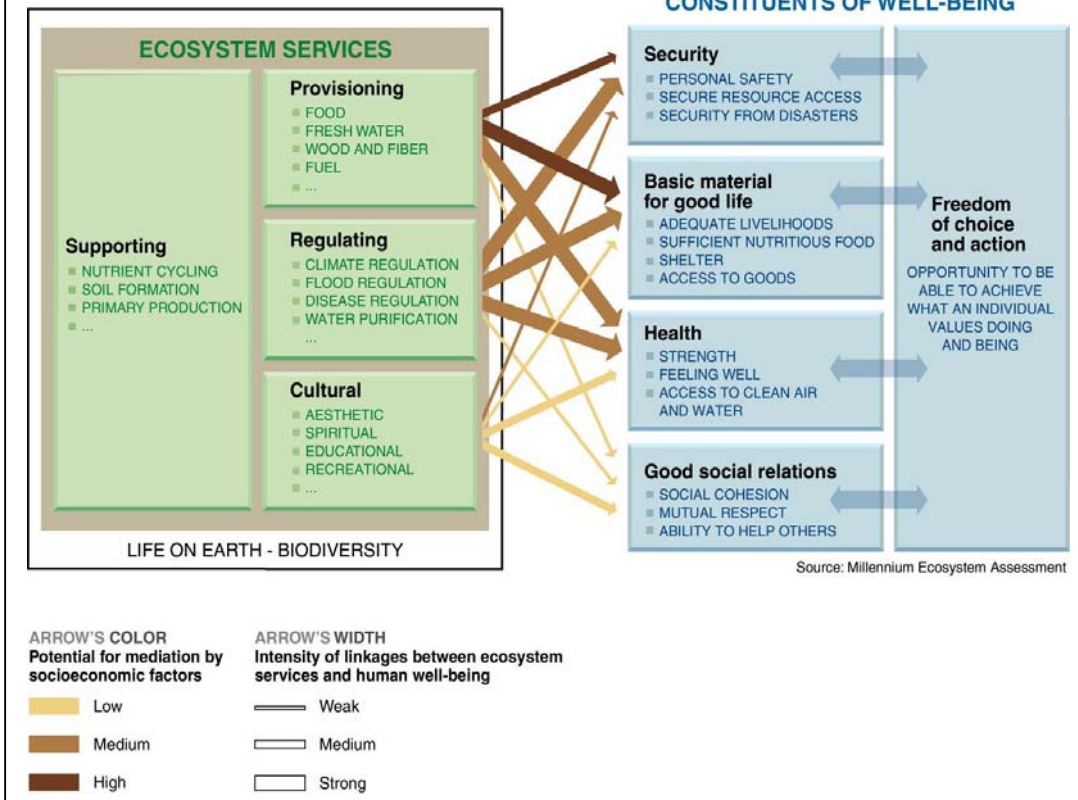 CONSTITUENTS OF WELL-BEING
ECOSYSTEM SERVICES
Supporting
NUTRIENT CYCLING
SOIL FORMATION
PRIMARY PRODUCTION
...
Provisioning
FOOD
FRESH WATER
WOOD AND FIBER
FUEL
...
Regulating
CLIMATE REGULATION
FLOOD REGULATION
DISEASE REGULATION
WATER PURIFICATION
...
Cultural
AESTHETIC
SPIRITUAL
EDUCATIONAL
RECREATIONAL
...
LIFE ON EARTH - BIODIVERSITY
Security
PERSONAL SAFETY
SECURE RESOURCE ACCESS
SECURITY FROM DISASTERS
Basic material
for good life
ADEQUATE LIVELIHOODS
SUFFICIENT NUTRITIOUS FOOD
SHELTER
ACCESS TO GOODS
Health
STRENGTH
FEELING WELL
ACCESS TO CLEAN AIR
AND WATER
Good social relations
SOCIAL COHESION
MUTUAL RESPECT
ABILITY TO HELP OTHERS
Freedom
of choice
and action
OPPORTUNITY TO BE
ABLE TO ACHIEVE
WHAT AN INDIVIDUAL
VALUES DOING
AND BEING
Source: Millennium Ecosystem Assessment
ARROW'S COLOR
Potential for mediation by
socioeconomic factors
Low
Medium
High
ARROW'S WIDTH
Intensity of linkages between ecosystem
services and human well-being
Weak
Medium
Strong